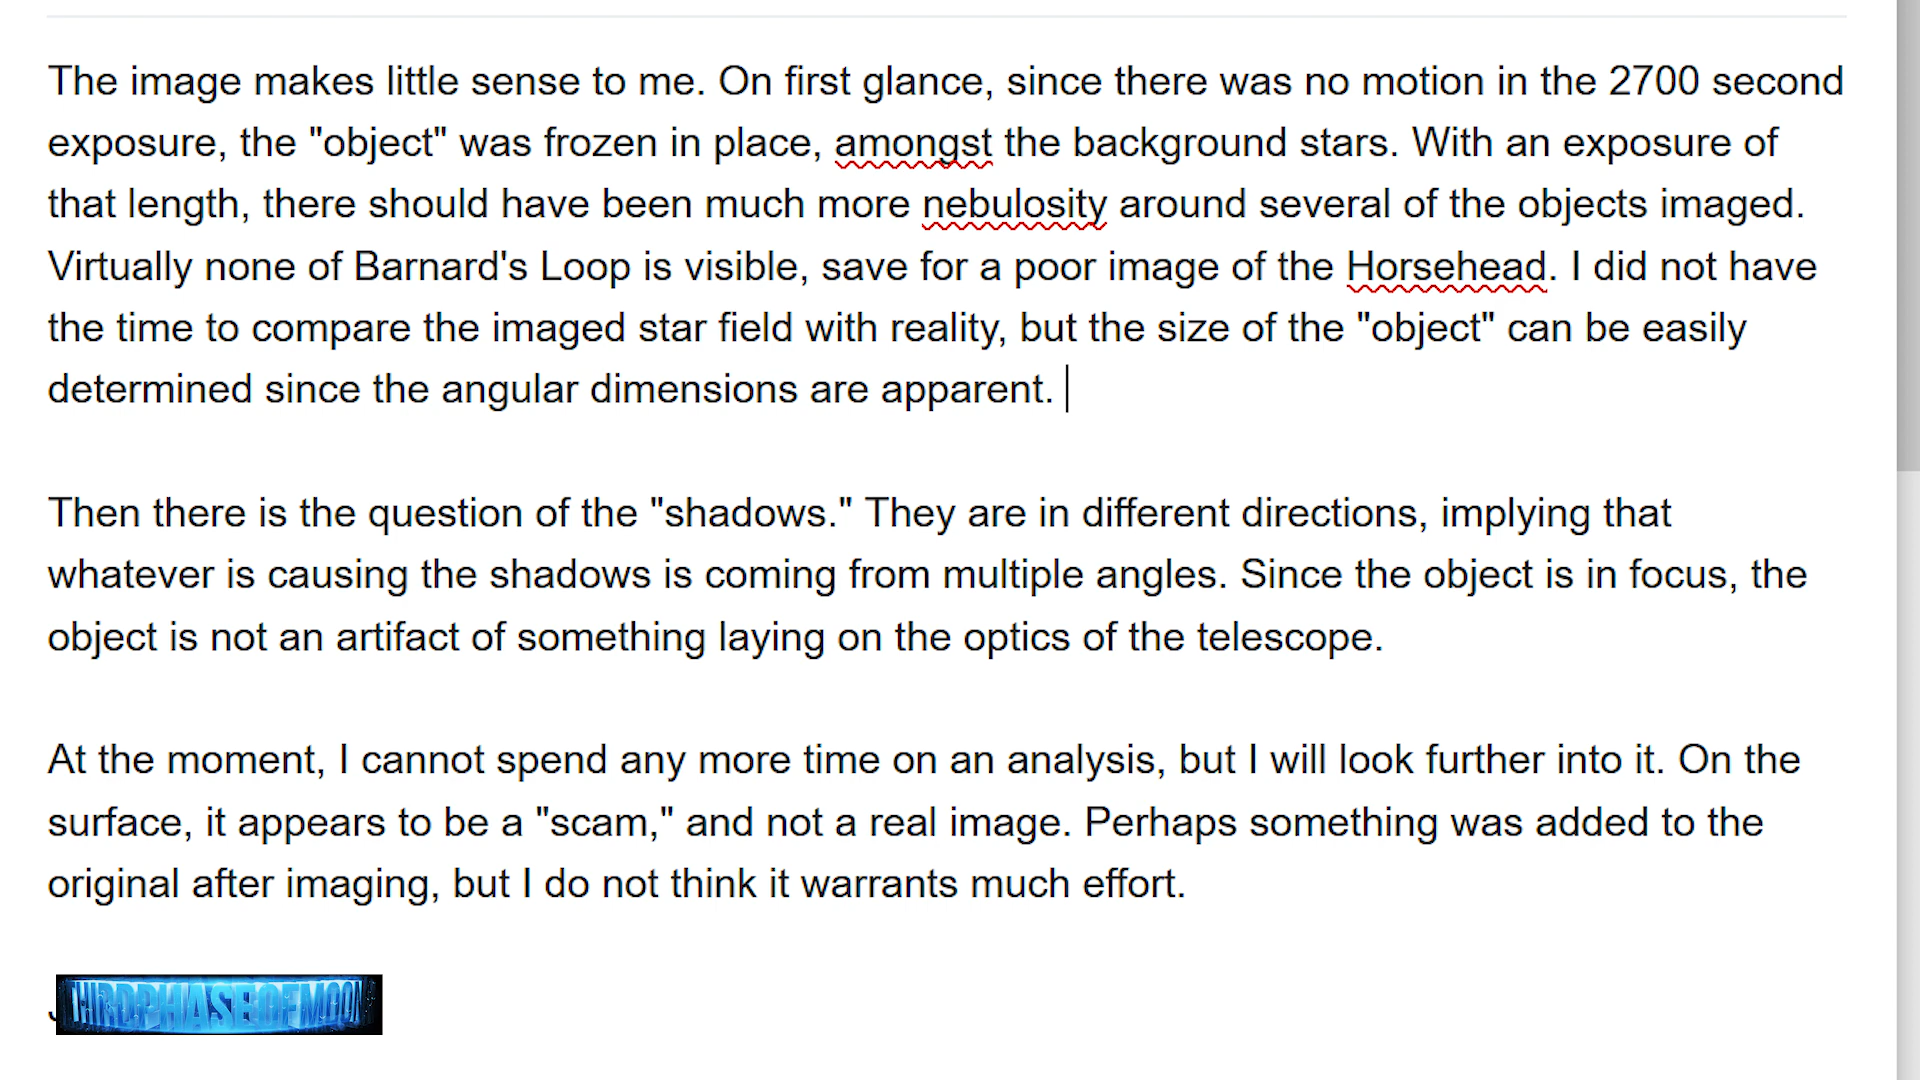 The image makes little sense to me. On first glance, since there was no motion in the 2700 second
exposure, the "object" was frozen in place, amongst the background stars. With an exposure of
that length, there should have been much more nebulosity around several of the objects imaged.
Virtually none of Barnard's Loop is visible, save for a poor image of the Horsehead. I did not have
the time to compare the imaged star field with reality, but the size of the "object" can be easily
determined since the angular dimensions are apparent.
Then there is the question of the "shadows." They are in different directions, implying that
whatever is causing the shadows is coming from multiple angles. Since the object is in focus, the
object is not an artifact of something laying on the optics of the telescope.
At the moment, I cannot spend any more time on an analysis, but I will look further into it. On the
surface, it appears to be a "scam," and not a real image. Perhaps something was added to the
original after imaging, but I do not think it warrants much effort.
THIRDPHASEOFMOON